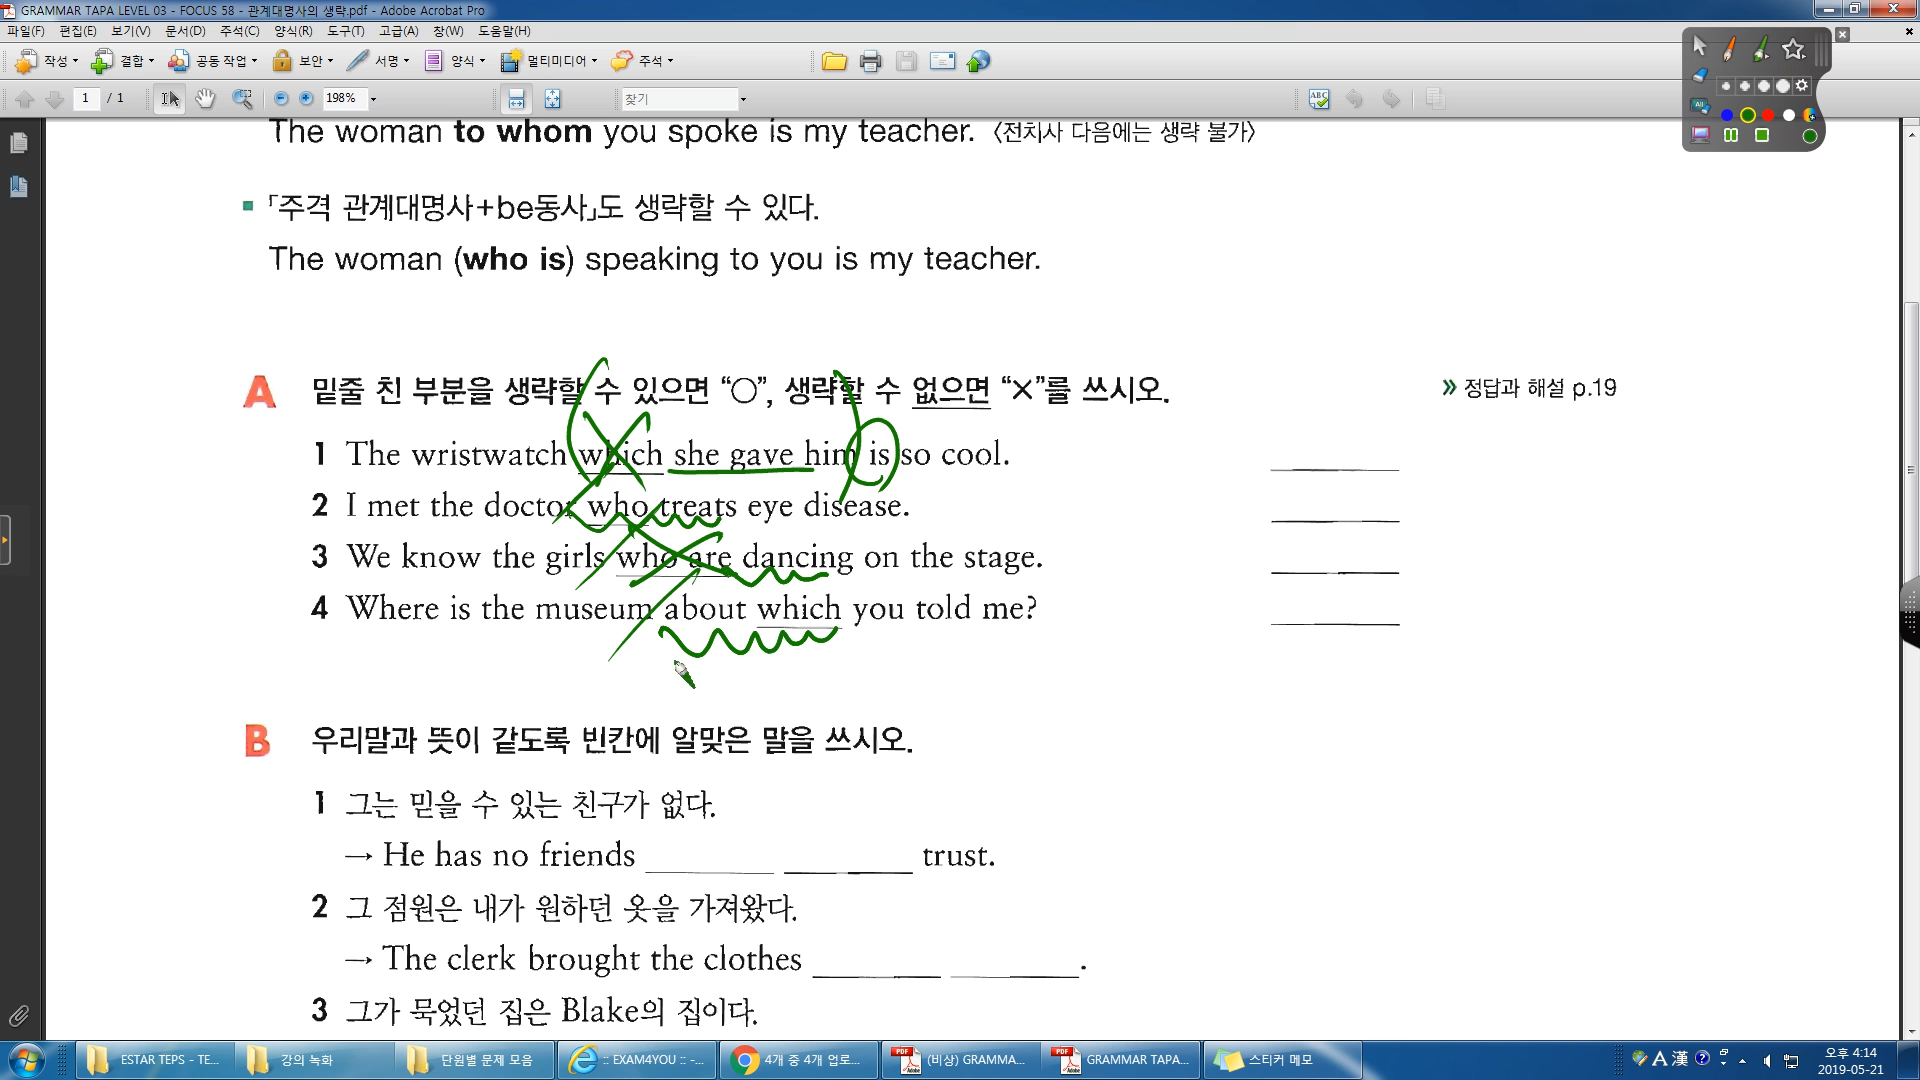 GRAMMAR TAPA LEVEL 03 - FOCUS 58 - 관계대명사의 생략.pdf - Adobe Acrobat Pro
파일(F) 편집(E) 보기(V) 문서(D) 주석(C) 양식(R) 도구(T) 고급(A) 창(W) 도움말(H)
작성 결합 공동 작업 보안 서명 양식 멀티미디어 주석
1 / 1 198% 찾기
The woman to whom you spoke is my teacher. 〈전치사 다음에는 생략 불가〉
「주격 관계대명사+be동사」도 생략할 수 있다.
The woman (who is) speaking to you is my teacher.
A 밑줄 친 부분을 생략할 수 있으면 “○”, 생략할 수 없으면 “×”를 쓰시오.
» 정답과 해설 p.19
1 The wristwatch which she gave him is so cool.
2 I met the doctor who treats eye disease.
3 We know the girls who are dancing on the stage.
4 Where is the museum about which you told me?
B 우리말과 뜻이 같도록 빈칸에 알맞은 말을 쓰시오.
1 그는 믿을 수 있는 친구가 없다.
→ He has no friends ________ ________ trust.
2 그 점원은 내가 원하던 옷을 가져왔다.
→ The clerk brought the clothes ________ ________.
3 그가 묵었던 집은 Blake의 집이다.
ESTAR TEPS - TE... 강의 녹화 단원별 문제 모음 :: EXAM4YOU :: -... 4개 중 4개 업로... (비상) GRAMMA... GRAMMAR TAPA... 스티커 메모
A 漢
오후 4:14
2019-05-21